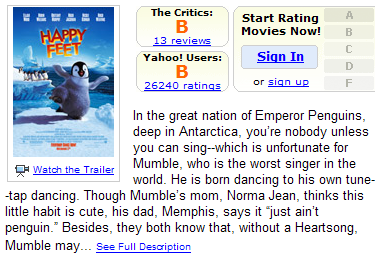 HAPPY
FEET
Watch the Trailer
The Critics:
B
13 reviews
Yahoo! Users:
B
26240 ratings
Start Rating
Movies Now!
Sign In
or sign up
A
B
C
D
F
In the great nation of Emperor Penguins,
deep in Antarctica, you're nobody unless
you can sing--which is unfortunate for
Mumble, who is the worst singer in the
world. He is born dancing to his own tune-
-tap dancing. Though Mumble's mom, Norma Jean, thinks this
little habit is cute, his dad, Memphis, says it "just ain't
penguin." Besides, they both know that, without a Heartsong,
Mumble may... See Full Description